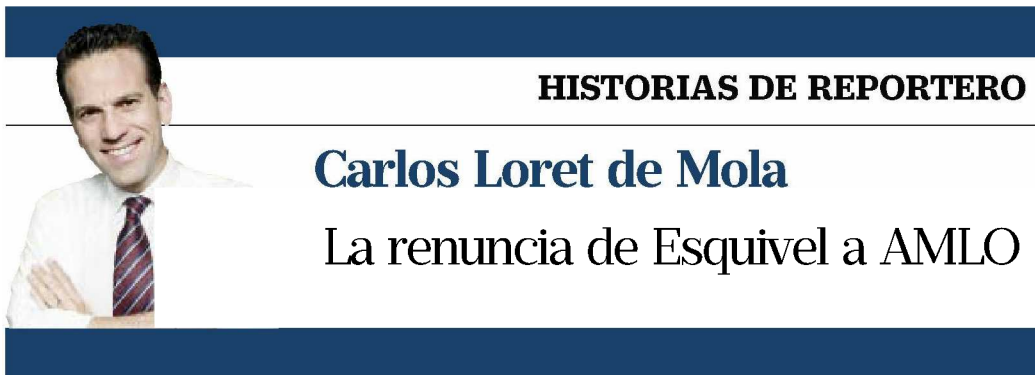 HISTORIAS DE REPORTERO
Carlos Loret de Mola
La renuncia de Esquivel a AMLO